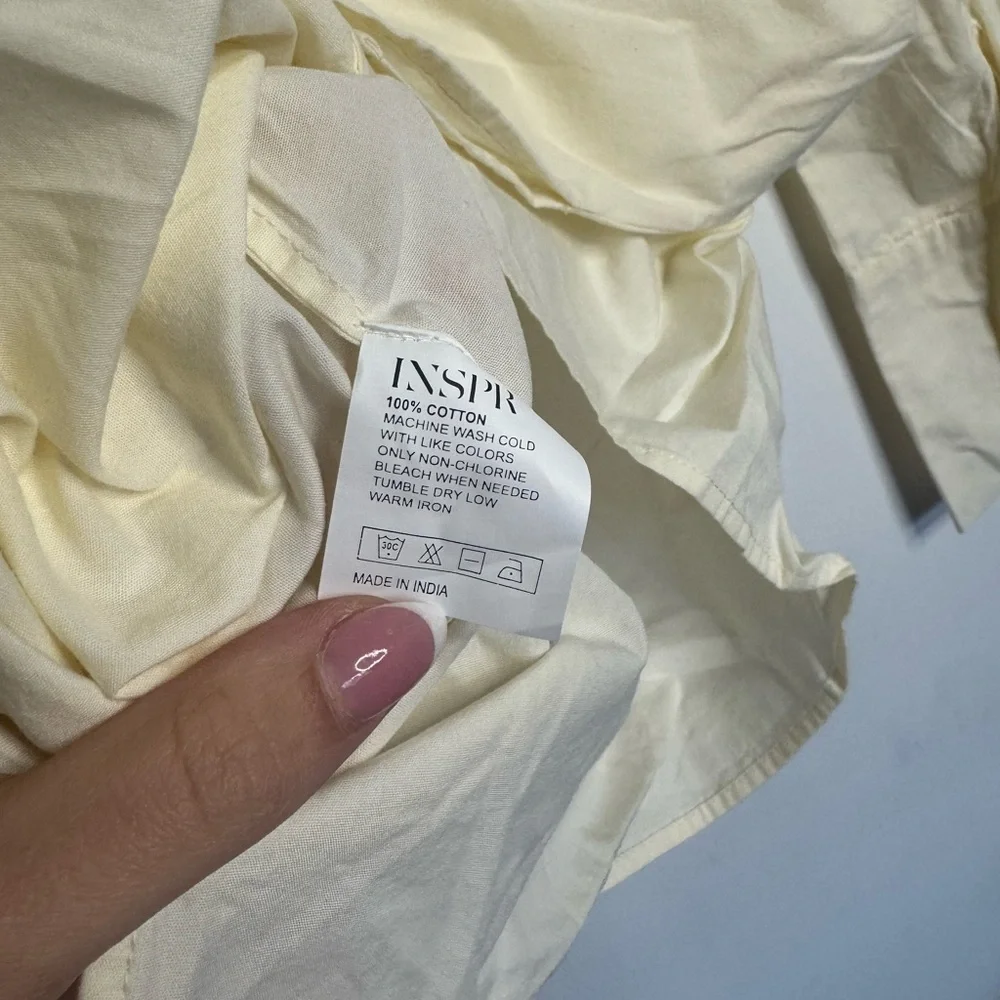 INSPR
100% COTTON
MACHINE WASH COLD
WITH LIKE COLORS
ONLY NON-CHLORINE
BLEACH WHEN NEEDED
TUMBLE DRY LOW
WARM IRON
30C
MADE IN INDIA